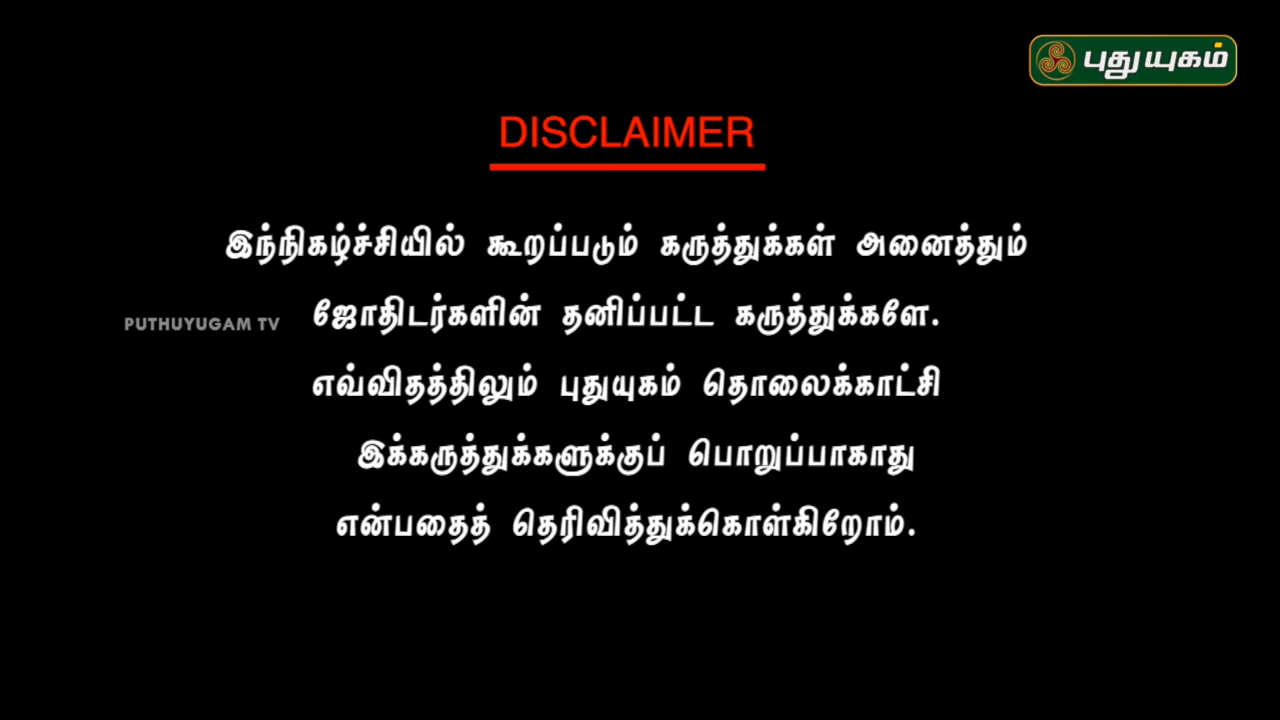 புதுயுகம்
DISCLAIMER
இந்நிகழ்ச்சியில் கூறப்படும் கருத்துக்கள் அனைத்தும்
ஜோதிடர்களின் தனிப்பட்ட கருத்துக்களே.
PUTHUYUGAM TV
எவ்விதத்திலும் புதுயுகம் தொலைக்காட்சி
இக்கருத்துக்களுக்குப் பொறுப்பாகாது
என்பதைத் தெரிவித்துக்கொள்கிறோம்.